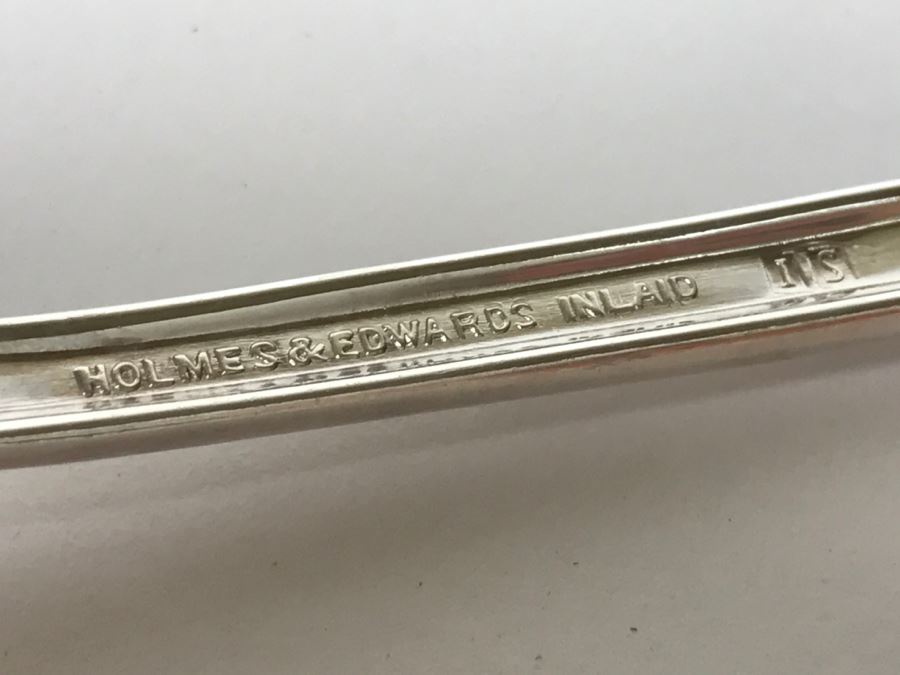 HOLMES & EDWARDS INLAID IS